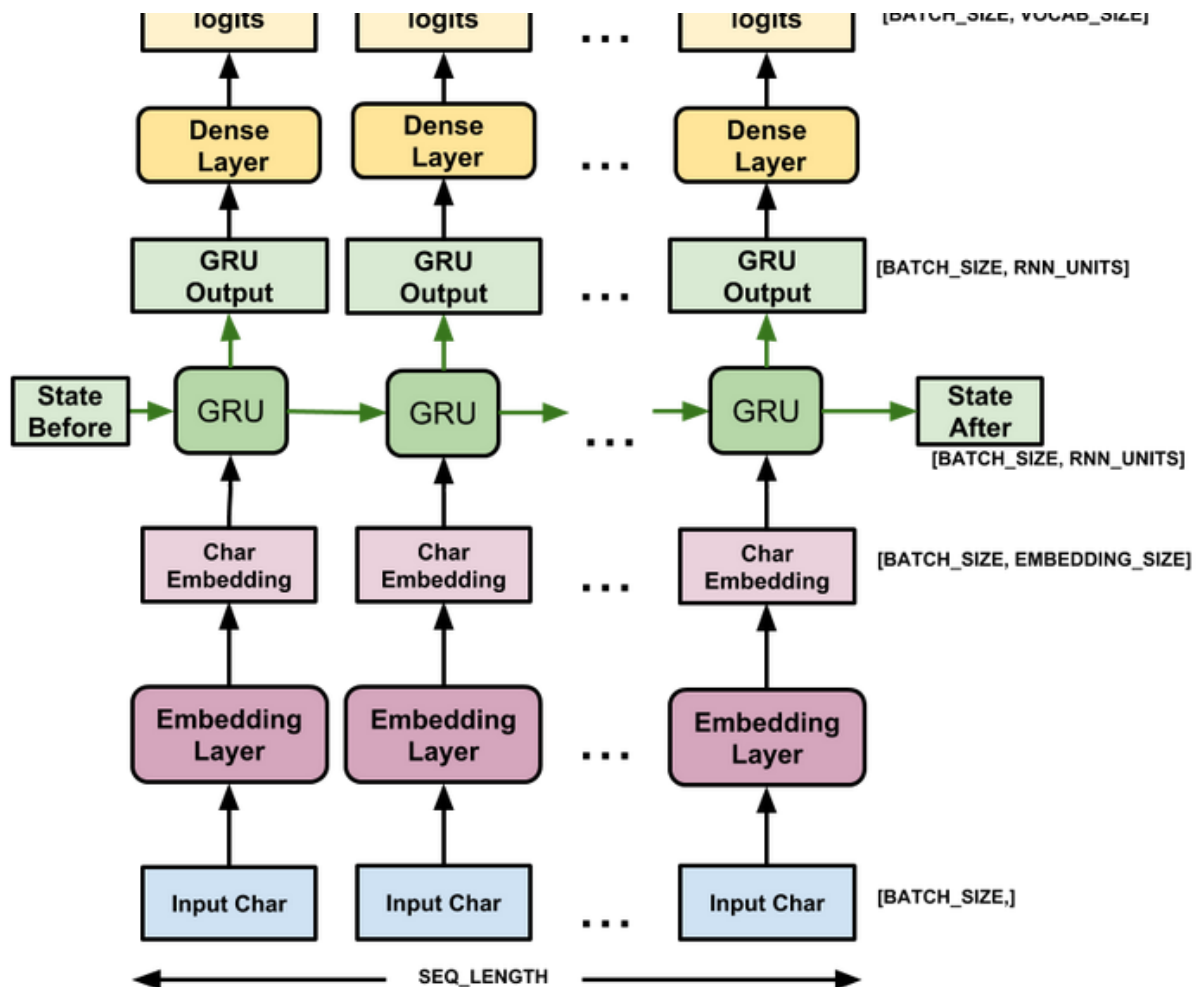 logits
logits
...
logits
[BATCH_SIZE, VOCAB_SIZE]
Dense
Layer
Dense
Layer
...
Dense
Layer
GRU
Output
GRU
Output
...
GRU
Output
[BATCH_SIZE, RNN_UNITS]
State
Before
GRU
GRU
...
GRU
State
After
[BATCH_SIZE, RNN_UNITS]
Char
Embedding
Char
Embedding
...
Char
Embedding
[BATCH_SIZE, EMBEDDING_SIZE]
Embedding
Layer
Embedding
Layer
...
Embedding
Layer
Input Char
Input Char
...
Input Char
[BATCH_SIZE,]
SEQ_LENGTH